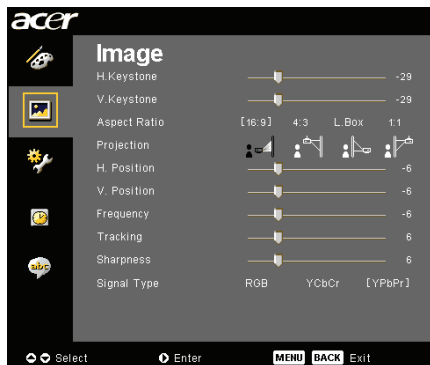 acer
Image
H.Keystone -29
V.Keystone -29
Aspect Ratio [16:9] 4:3 L.Box 1:1
Projection
H. Position -6
V. Position -6
Frequency -6
Tracking 6
Sharpness 6
Signal Type RGB YCbCr [YPbPr]
abc
Select Enter MENU BACK Exit